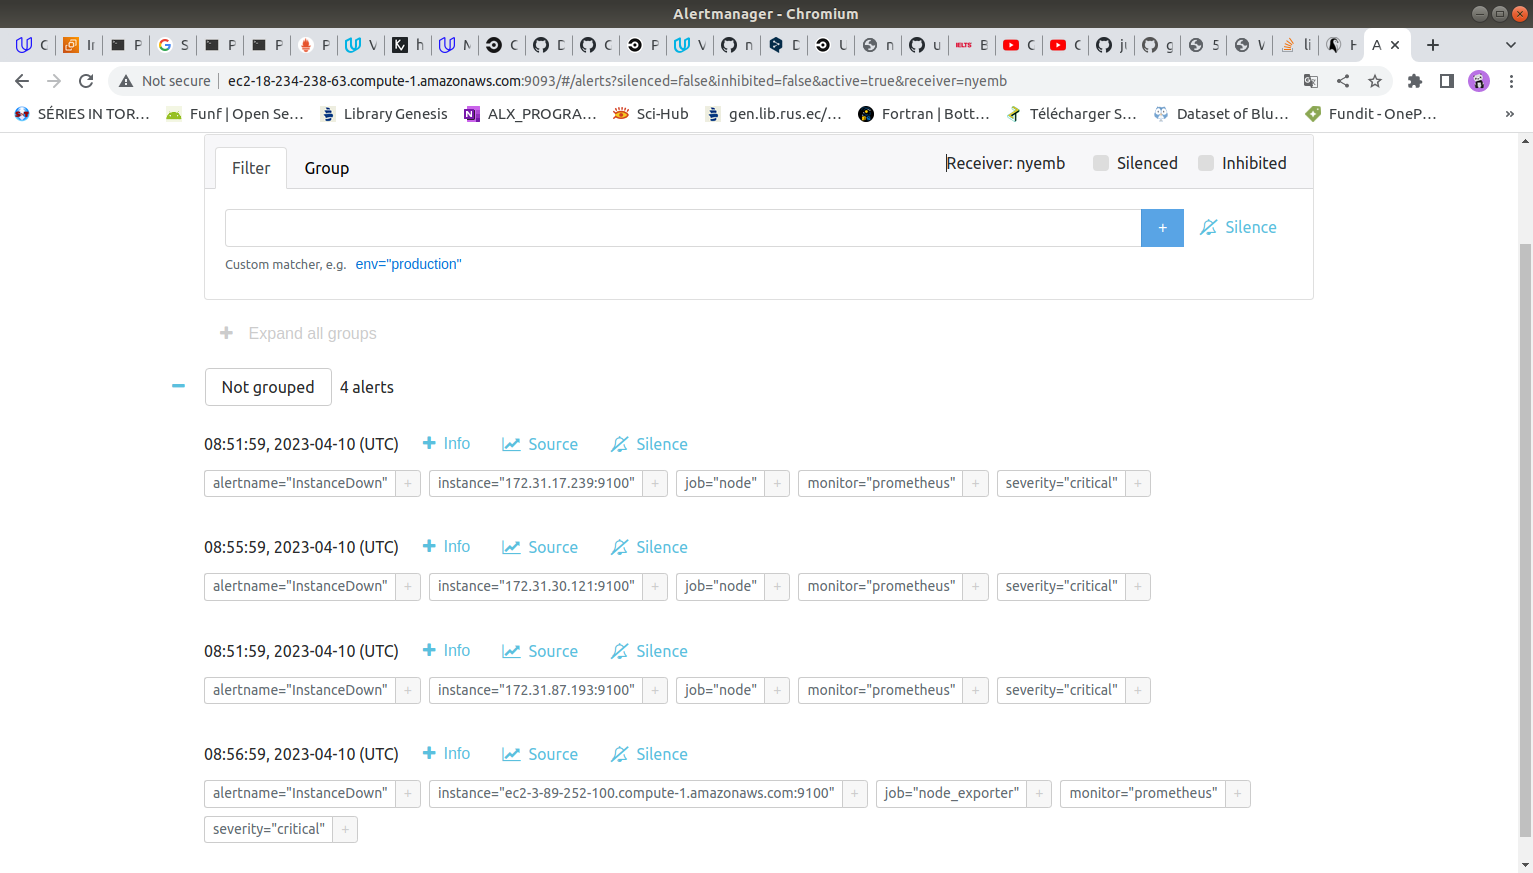 Alertmanager - Chromium
C Ir P S P P V h M C D C P V n D U n u B C C ju g 5 V li H A
Not secure ec2-18-234-238-63.compute-1.amazonaws.com:9093/#/alerts?silenced=false&inhibited=false&active=true&receiver=nyemb
SÉRIES IN TOR… Funf | Open Se… Library Genesis ALX_PROGRA… Sci-Hub gen.lib.rus.ec/… Fortran | Bott… Télécharger S… Dataset of Blu… Fundit - OneP… »
Filter Group Receiver: nyemb Silenced Inhibited
+ Silence
Custom matcher, e.g. env="production"
+ Expand all groups
− Not grouped 4 alerts
08:51:59, 2023-04-10 (UTC) + Info Source Silence
alertname="InstanceDown" + instance="172.31.17.239:9100" + job="node" + monitor="prometheus" + severity="critical" +
08:55:59, 2023-04-10 (UTC) + Info Source Silence
alertname="InstanceDown" + instance="172.31.30.121:9100" + job="node" + monitor="prometheus" + severity="critical" +
08:51:59, 2023-04-10 (UTC) + Info Source Silence
alertname="InstanceDown" + instance="172.31.87.193:9100" + job="node" + monitor="prometheus" + severity="critical" +
08:56:59, 2023-04-10 (UTC) + Info Source Silence
alertname="InstanceDown" + instance="ec2-3-89-252-100.compute-1.amazonaws.com:9100" + job="node_exporter" + monitor="prometheus" +
severity="critical" +